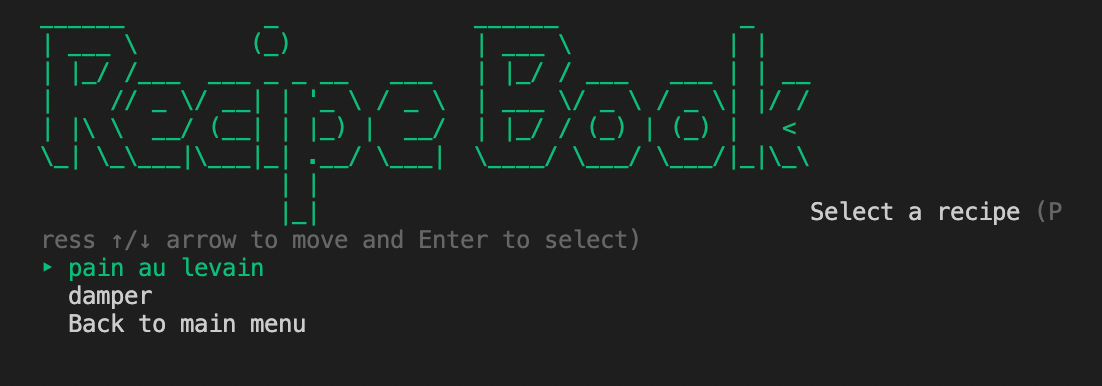 Recipe Book
Select a recipe (P
ress ↑/↓ arrow to move and Enter to select)
‣ pain au levain
damper
Back to main menu